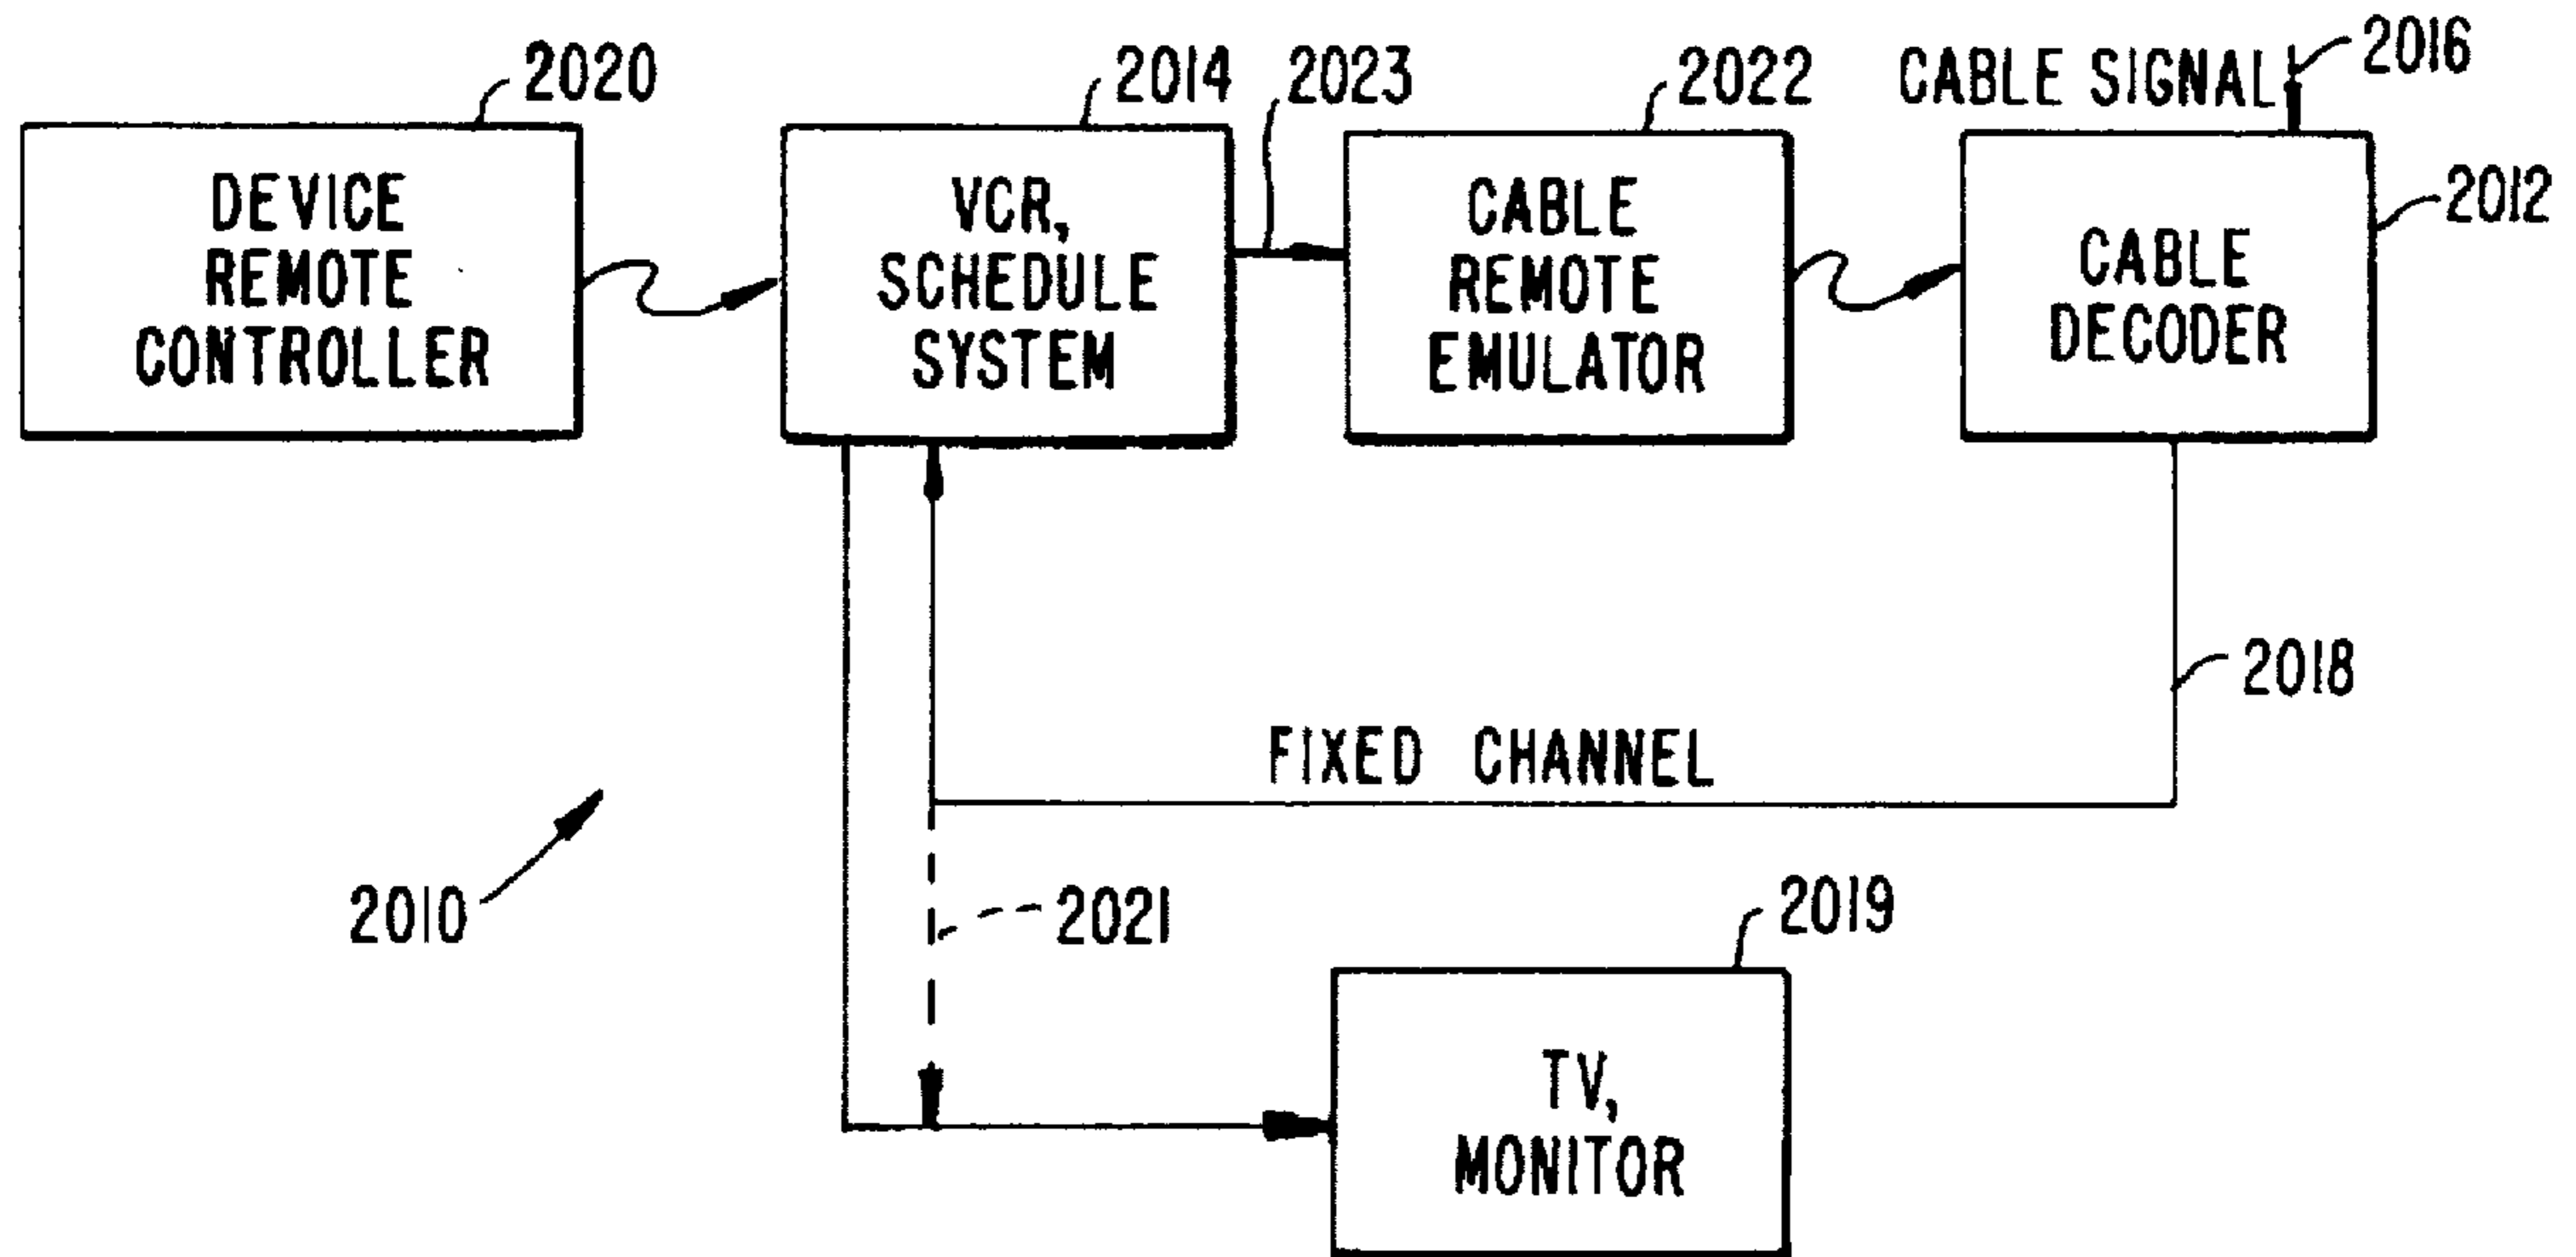 2020
2014
2023
2022
CABLE SIGNAL
2016
2012
DEVICE
REMOTE
CONTROLLER
VCR,
SCHEDULE
SYSTEM
CABLE
REMOTE
EMULATOR
CABLE
DECODER
2018
FIXED CHANNEL
2010
2021
2019
TV,
MONITOR